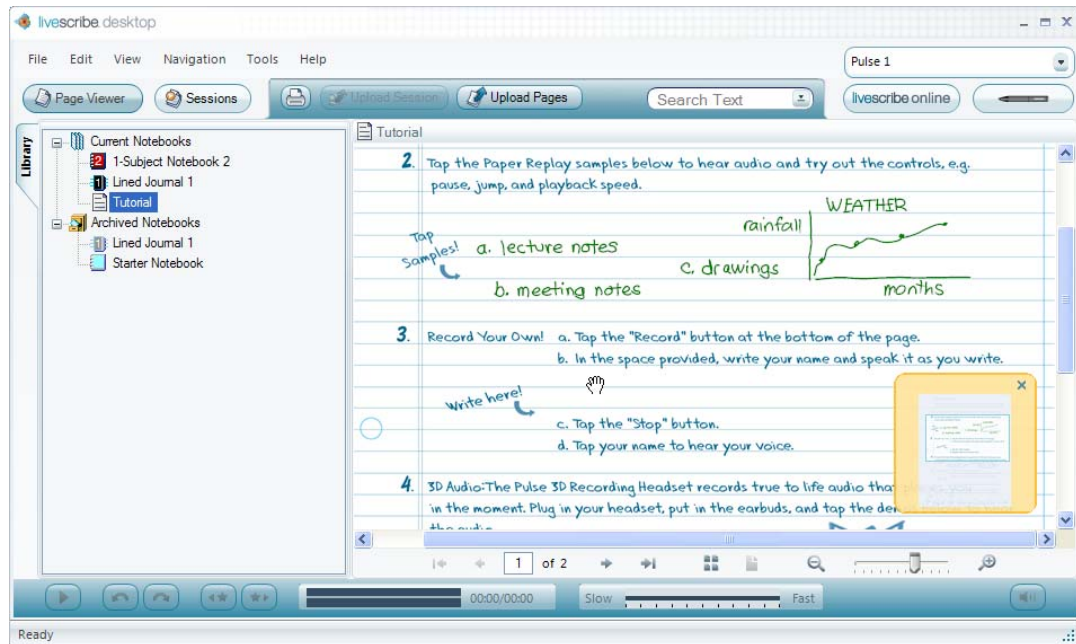 livescribe desktop
File Edit View Navigation Tools Help
Pulse 1
Page Viewer Sessions Upload Session Upload Pages Search Text livescribe online
Library
Current Notebooks
1-Subject Notebook 2
Lined Journal 1
Tutorial
Archived Notebooks
Lined Journal 1
Starter Notebook
Tutorial
2. Tap the Paper Replay samples below to hear audio and try out the controls, e.g.
pause, jump, and playback speed.
WEATHER
rainfall
Tap
Samples!
a. lecture notes
c. drawings
b. meeting notes
months
3. Record Your Own! a. Tap the "Record" button at the bottom of the page.
b. In the space provided, write your name and speak it as you write.
Write here!
c. Tap the "Stop" button.
d. Tap your name to hear your voice.
4. 3D Audio: The Pulse 3D Recording Headset records true to life audio that
in the moment. Plug in your headset, put in the earbuds, and tap the
1 of 2
00:00/00:00 Slow Fast
Ready